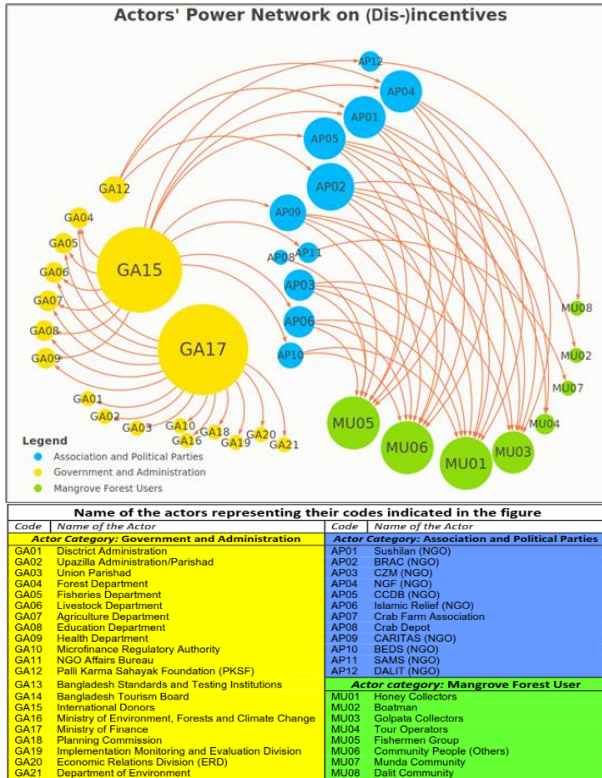 Actors' Power Network on (Dis-)incentives
AP12
AP04
AP01
AP05
GA12
AP02
GA04
AP09
GA05
AP11
AP08
GA15
GA06
AP03
GA07
MU08
AP06
GA08
GA17
AP10
MU02
GA09
MU07
GA01
MU05
MU04
GA02
GA03
GA10
GA18
GA20
GA16
GA19
GA21
MU06
MU01
MU03
Legend
Association and Political Parties
Government and Administration
Mangrove Forest Users
Name of the actors representing their codes indicated in the figure
Code Name of the Actor
Actor Category: Government and Administration
GA01 Disctrict Administration
GA02 Upazilla Administration/Parishad
GA03 Union Parishad
GA04 Forest Department
GA05 Fisheries Department
GA06 Livestock Department
GA07 Agriculture Department
GA08 Education Department
GA09 Health Department
GA10 Microfinance Regulatory Authority
GA11 NGO Affairs Bureau
GA12 Palli Karma Sahayak Foundation (PKSF)
GA13 Bangladesh Standards and Testing Institutions
GA14 Bangladesh Tourism Board
GA15 International Donors
GA16 Ministry of Environment, Forests and Climate Change
GA17 Ministry of Finance
GA18 Planning Commission
GA19 Implementation Monitoring and Evaluation Division
GA20 Economic Relations Division (ERD)
GA21 Department of Environment
Code Name of the Actor
Actor Category: Association and Political Parties
AP01 Sushilan (NGO)
AP02 BRAC (NGO)
AP03 CZM (NGO)
AP04 NGF (NGO)
AP05 CCDB (NGO)
AP06 Islamic Relief (NGO)
AP07 Crab Farm Association
AP08 Crab Depot
AP09 CARITAS (NGO)
AP10 BEDS (NGO)
AP11 SAMS (NGO)
AP12 DALIT (NGO)
Actor category: Mangrove Forest User
MU01 Honey Collectors
MU02 Boatman
MU03 Golpata Collectors
MU04 Tour Operators
MU05 Fishermen Group
MU06 Community People (Others)
MU07 Munda Community
MU08 Dalit Community